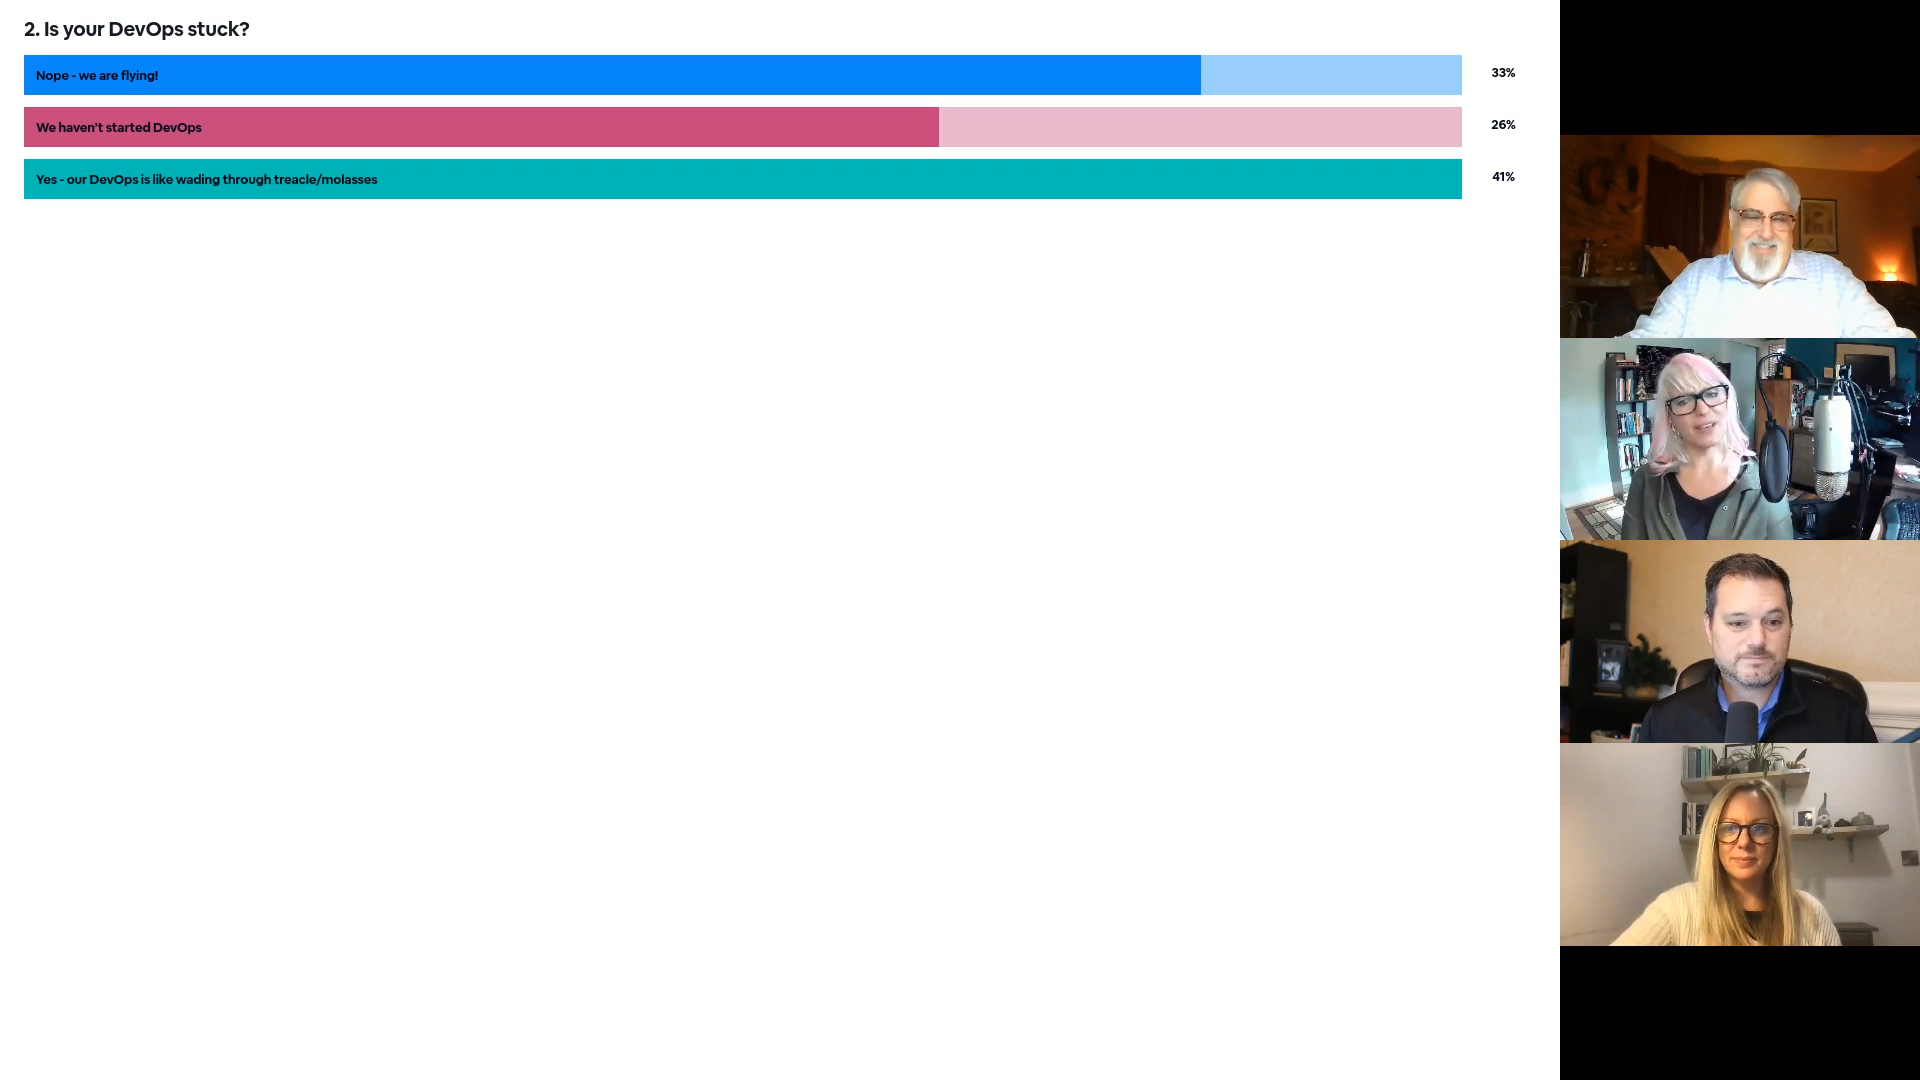 2. Is your DevOps stuck?
Nope - we are flying! 33%
We haven't started DevOps 26%
Yes - our DevOps is like wading through treacle/molasses 41%